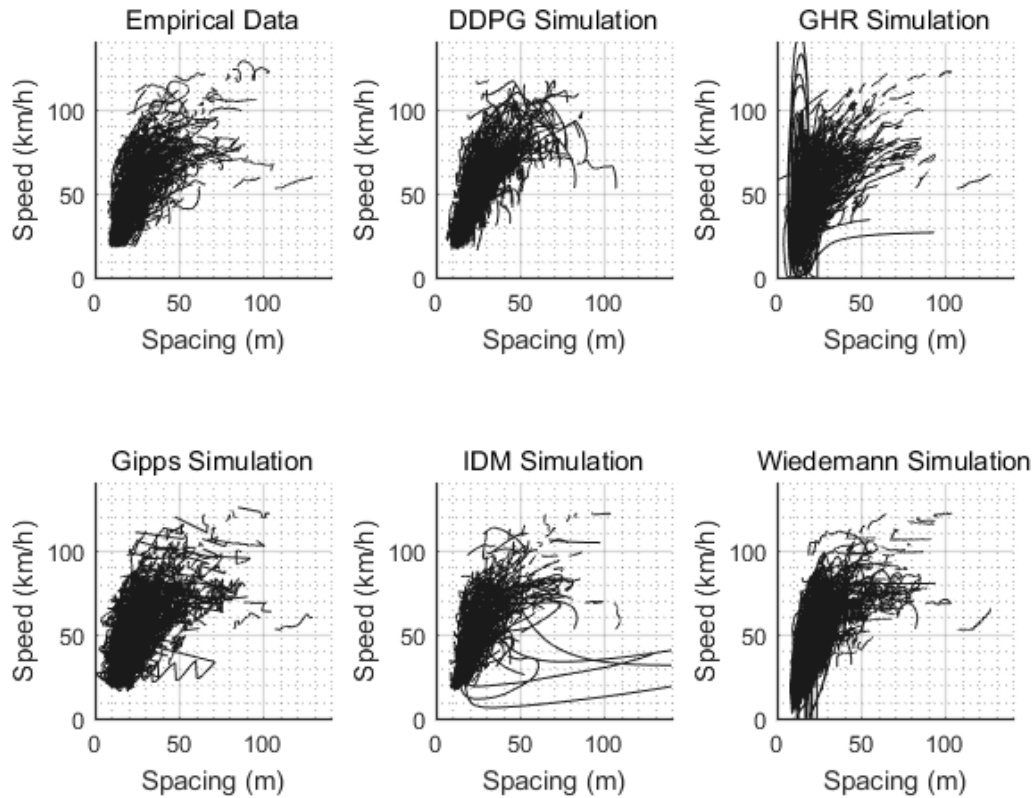 Empirical Data
DDPG Simulation
GHR Simulation
Speed (km/h)
100
50
0
0
50
100
Spacing (m)
Speed (km/h)
100
50
0
0
50
100
Spacing (m)
Speed (km/h)
100
50
0
0
50
100
Spacing (m)
Gipps Simulation
IDM Simulation
Wiedemann Simulation
Speed (km/h)
100
50
0
0
50
100
Spacing (m)
Speed (km/h)
100
50
0
0
50
100
Spacing (m)
Speed (km/h)
100
50
0
0
50
100
Spacing (m)